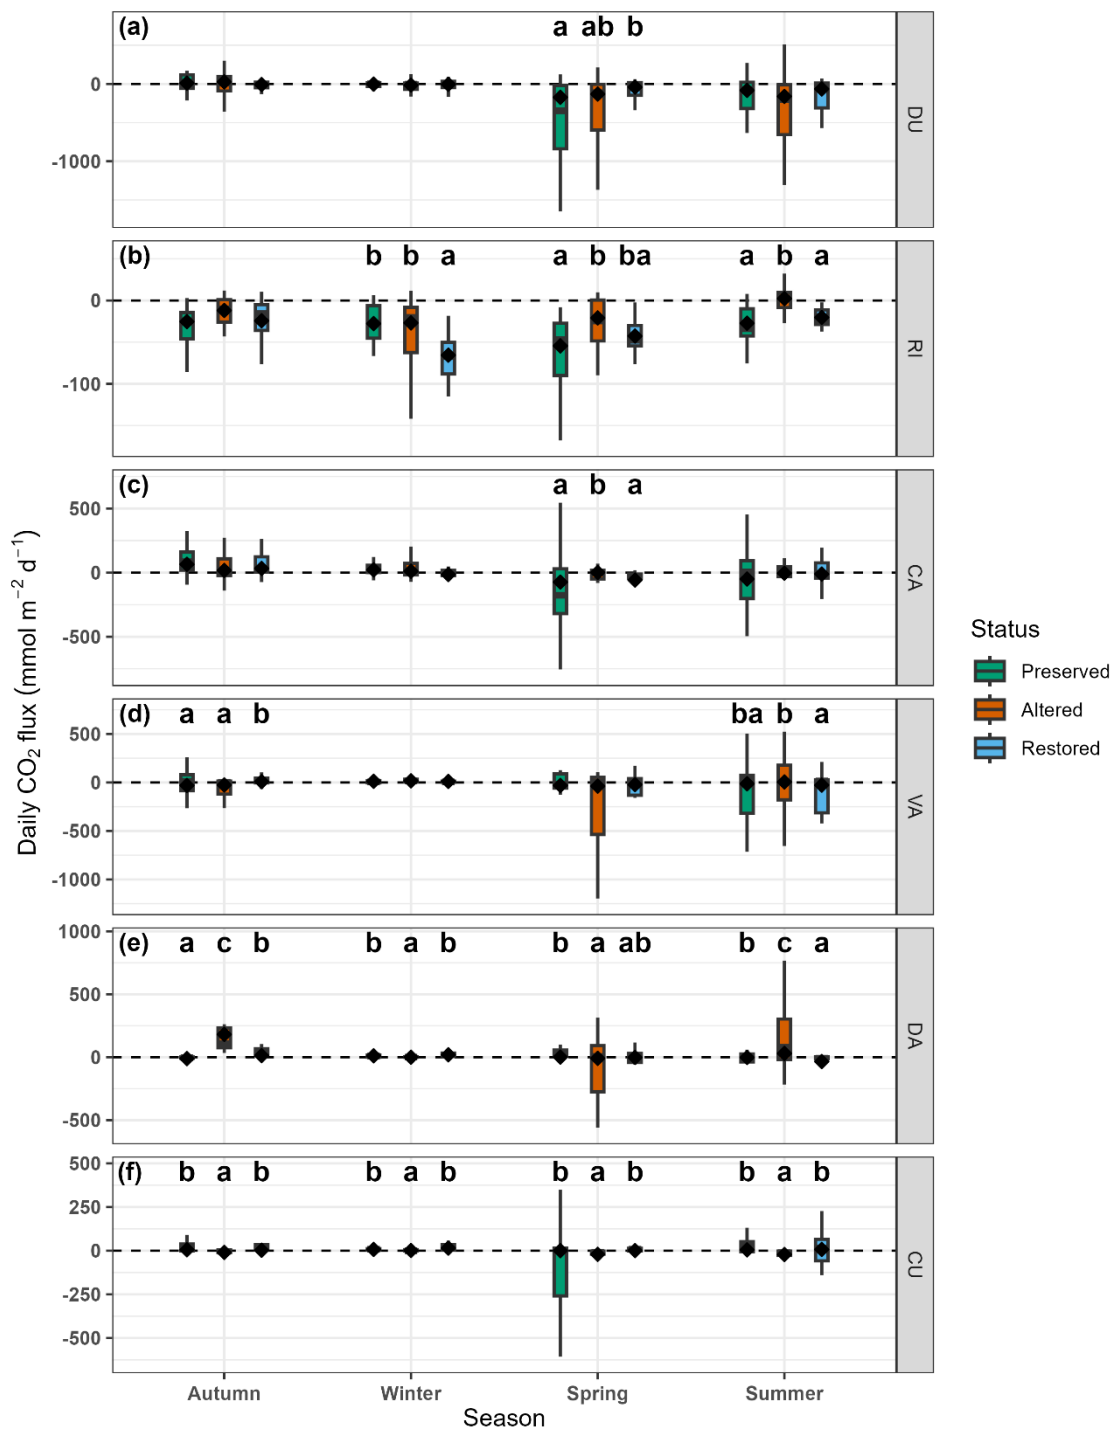 (a) a ab b
0
-1000
DU
(b) b b a a b ba a b a
0
-100
RI
(c) a b a
500
0
-500
CA
(d) a a b ba b a
500
0
-500
-1000
VA
(e) a c b b a b b a ab b c a
1000
500
0
-500
DA
(f) b a b b a b b a b b a b
500
250
0
-250
-500
CU
Autumn Winter Spring Summer
Season
Daily CO₂ flux (mmol m⁻² d⁻¹)
Status
Preserved
Altered
Restored